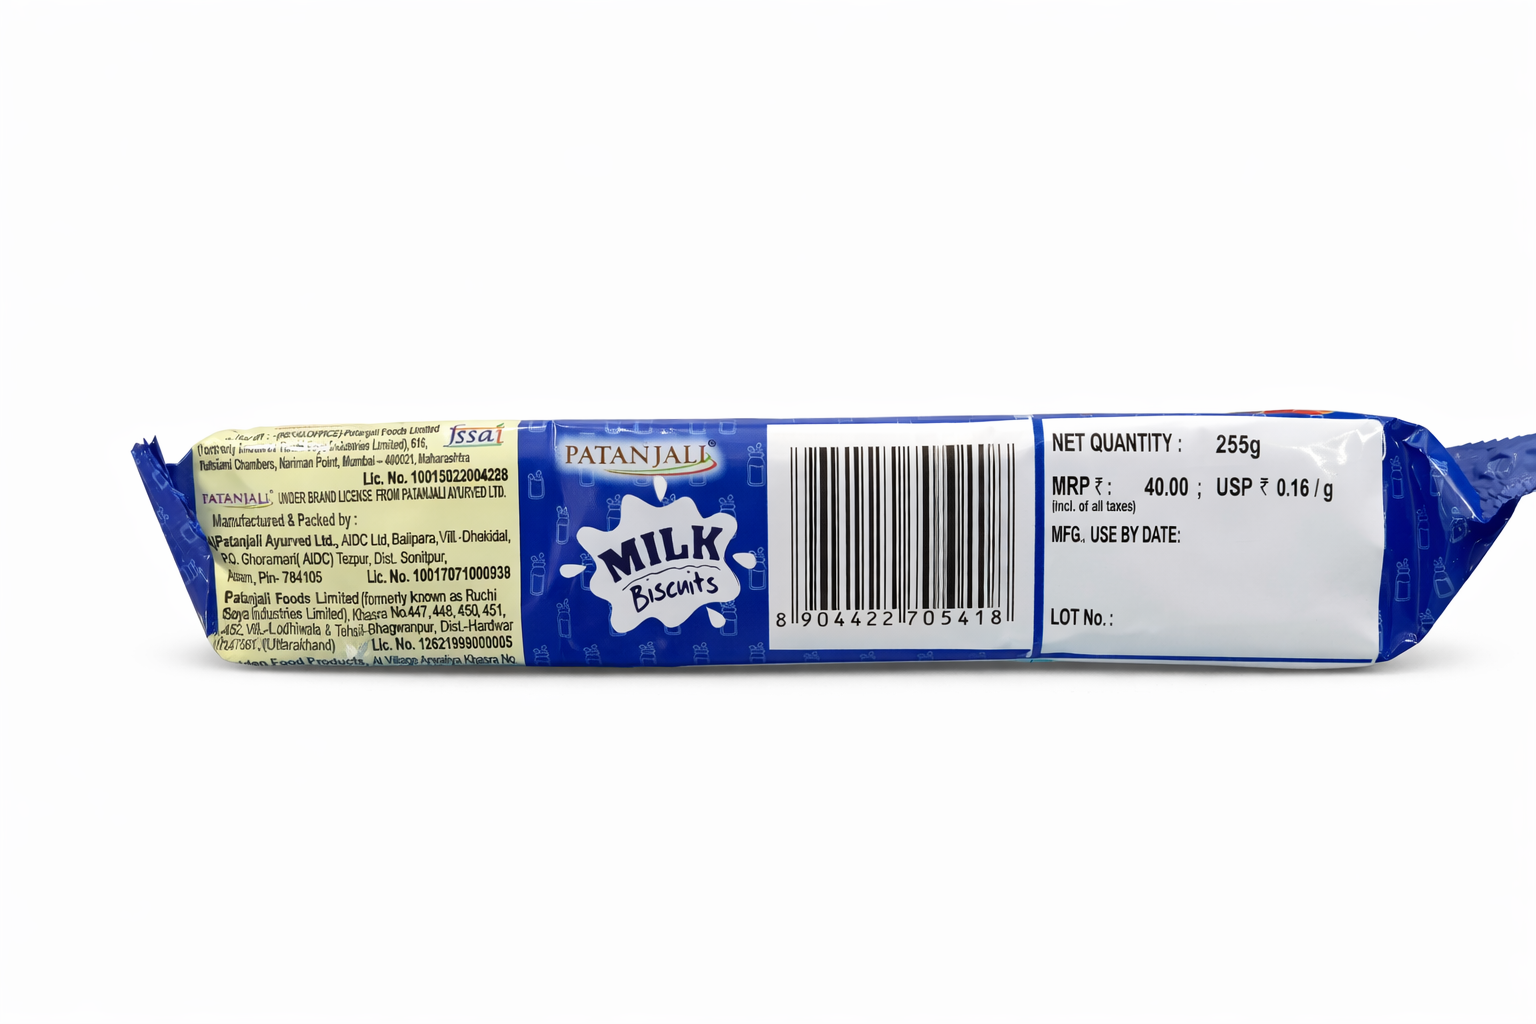 Patanjali Foods Limited
Industries Limited), 616,
Chambers, Nariman Point, Mumbai – 400021, Maharashtra
fssai
Lic. No. 10015022004228
PATANJALI UNDER BRAND LICENSE FROM PATANJALI AYURVED LTD.
Manufactured & Packed by :
Patanjali Ayurved Ltd., AIDC Ltd, Balipara, Vill.-Dhekidal,
P.O. Ghoramari( AIDC) Tezpur, Dist. Sonitpur,
Assam, Pin- 784105 Lic. No. 10017071000938
Patanjali Foods Limited (formerly known as Ruchi
Soya Industries Limited), Khasra No.447, 448, 450, 451,
452, Vill.-Lodhiwala & Tehsil-Bhagwanpur, Dist.-Hardwar
(Uttarakhand) Lic. No. 12621999000005
Food Products, At Village Khasra No
PATANJALI®
MILK
Biscuits
8 904422 705418
NET QUANTITY : 255g
MRP ₹ : 40.00 ; USP ₹ 0.16 / g
(Incl. of all taxes)
MFG., USE BY DATE:
LOT No. :